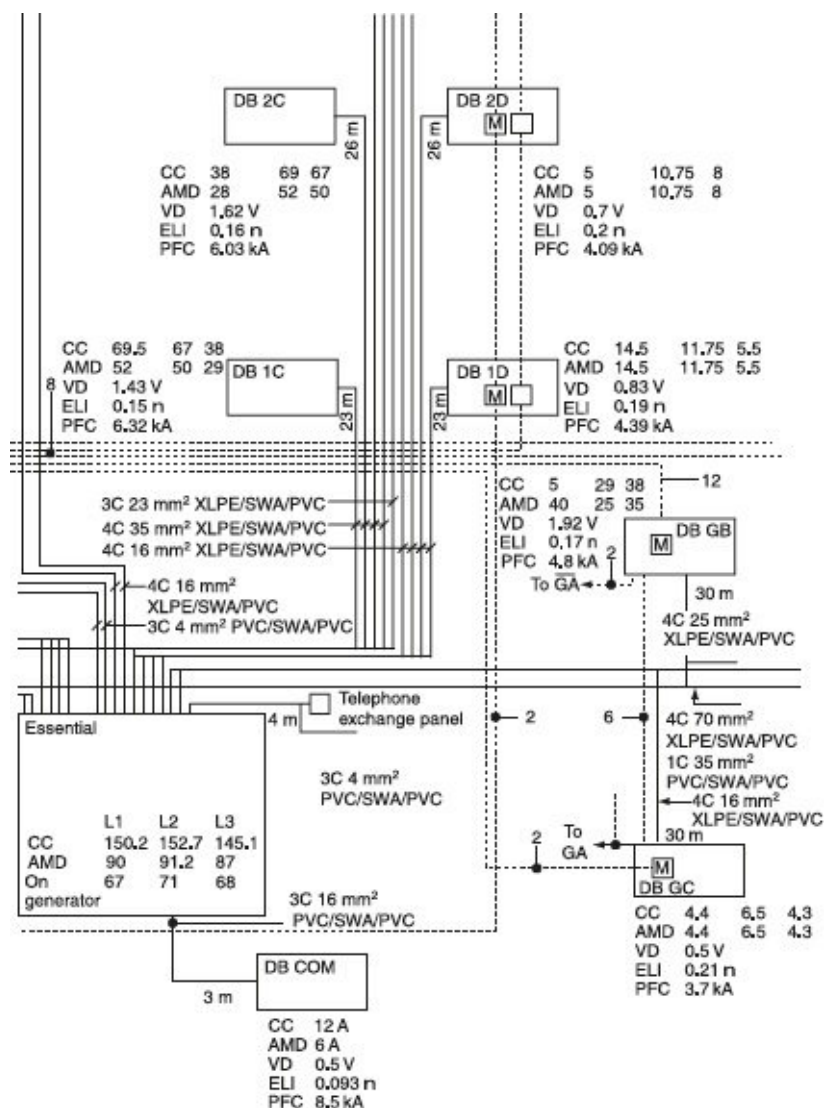 DB 2C
26 m
CC 38 69 67
AMD 28 52 50
VD 1.62 V
ELI 0.16 n
PFC 6.03 kA
DB 2D
M
26 m
CC 5 10.75 8
AMD 5 10.75 8
VD 0.7 V
ELI 0.2 n
PFC 4.09 kA
CC 69.5 67 38
AMD 52 50 29
VD 1.43 V
ELI 0.15 n
PFC 6.32 kA
8
DB 1C
23 m
DB 1D
M
23 m
CC 14.5 11.75 5.5
AMD 14.5 11.75 5.5
VD 0.83 V
ELI 0.19 n
PFC 4.39 kA
3C 23 mm² XLPE/SWA/PVC
4C 35 mm² XLPE/SWA/PVC
4C 16 mm² XLPE/SWA/PVC
CC 5 29 38
AMD 40 25 35
VD 1.92 V
ELI 0.17 n
PFC 4.8 kA
2
To GA
12
DB GB
M
30 m
4C 25 mm²
XLPE/SWA/PVC
4C 16 mm²
XLPE/SWA/PVC
3C 4 mm² PVC/SWA/PVC
Telephone
exchange panel
4 m
2
6
4C 70 mm²
XLPE/SWA/PVC
1C 35 mm²
PVC/SWA/PVC
4C 16 mm²
XLPE/SWA/PVC
Essential
L1 L2 L3
CC 150.2 152.7 145.1
AMD 90 91.2 87
On 67 71 68
generator
3C 4 mm²
PVC/SWA/PVC
3C 16 mm²
PVC/SWA/PVC
2
To
GA
30 m
M
DB GC
CC 4.4 6.5 4.3
AMD 4.4 6.5 4.3
VD 0.5 V
ELI 0.21 n
PFC 3.7 kA
3 m
DB COM
CC 12 A
AMD 6 A
VD 0.5 V
ELI 0.093 n
PFC 8.5 kA